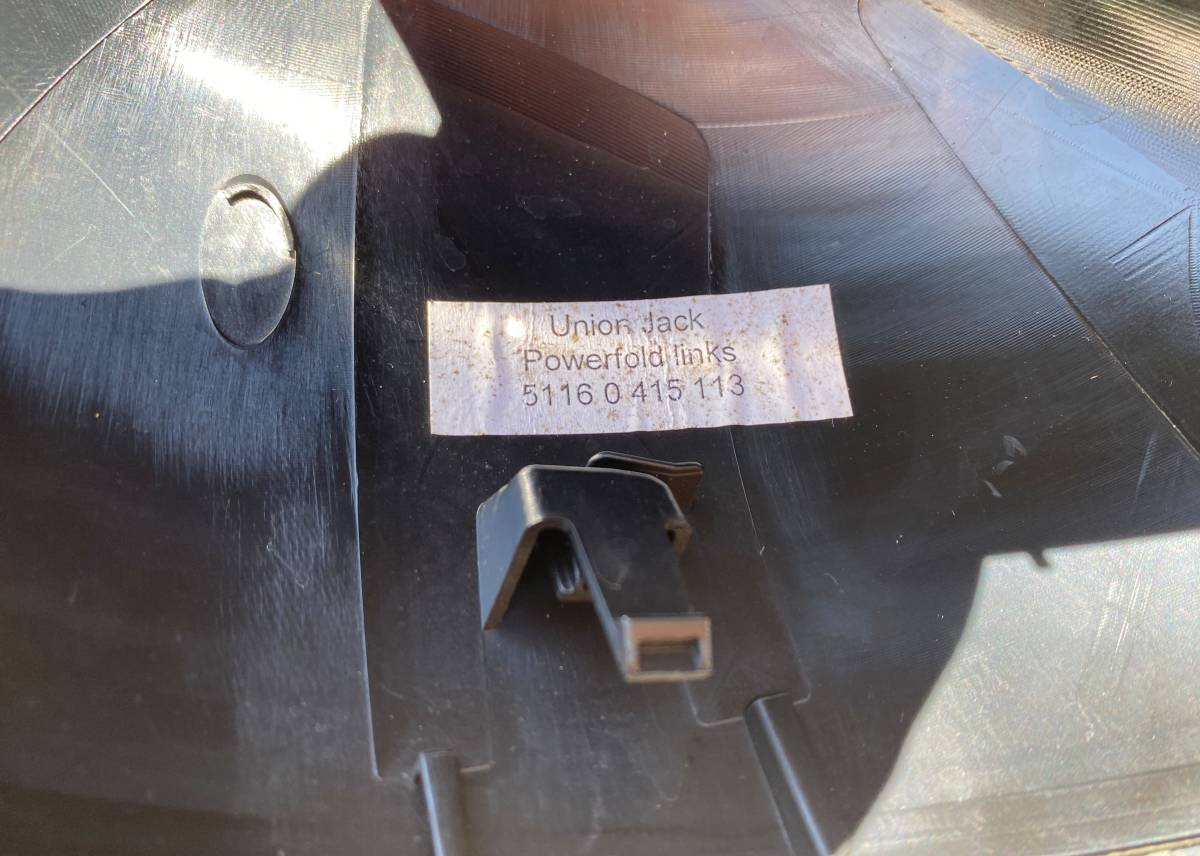 Union Jack
Powerfold links
5116 0 415 113